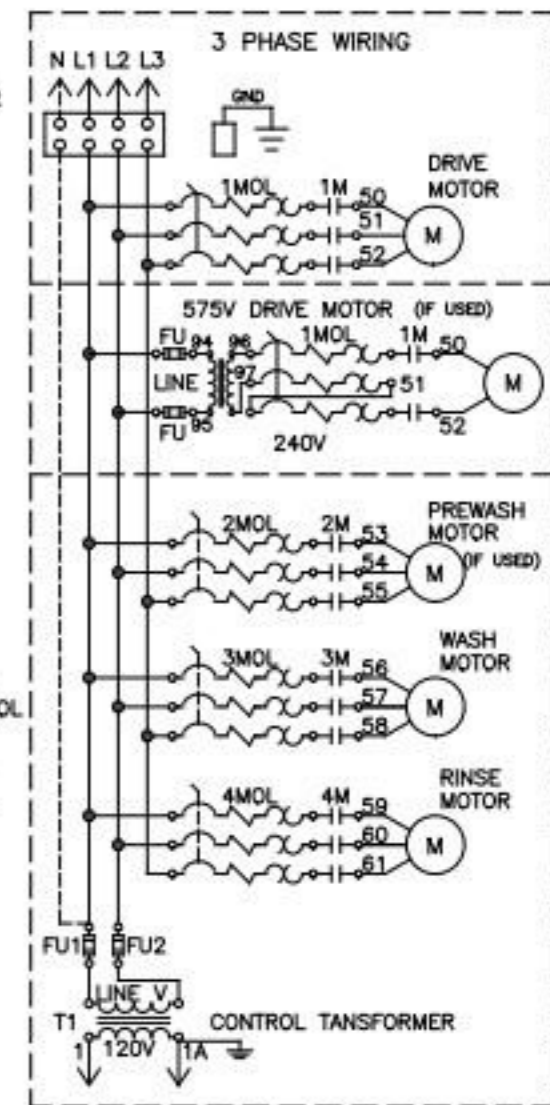 3 PHASE WIRING
N L1 L2 L3
GND
DRIVE
MOTOR
1MOL 1M 50
51
52
M
575V DRIVE MOTOR (IF USED)
FU 94 96 1MOL 1M 50
LINE 97 51
M
FU 95 52
240V
PREWASH
MOTOR
(IF USED)
2MOL 2M 53
54
55
M
WASH
MOTOR
3MOL 3M 56
57
58
M
OL
RINSE
MOTOR
4MOL 4M 59
60
61
M
FU1 FU2
LINE V
T1 CONTROL TANSFORMER
1 120V 1A